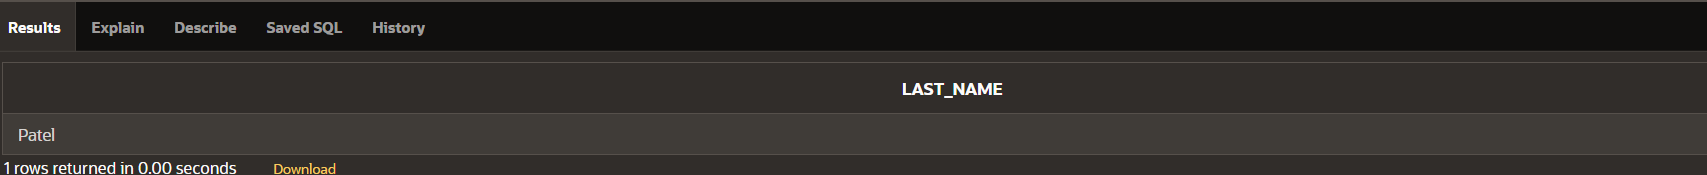 Results Explain Describe Saved SQL History
LAST_NAME
Patel
1 rows returned in 0.00 seconds Download